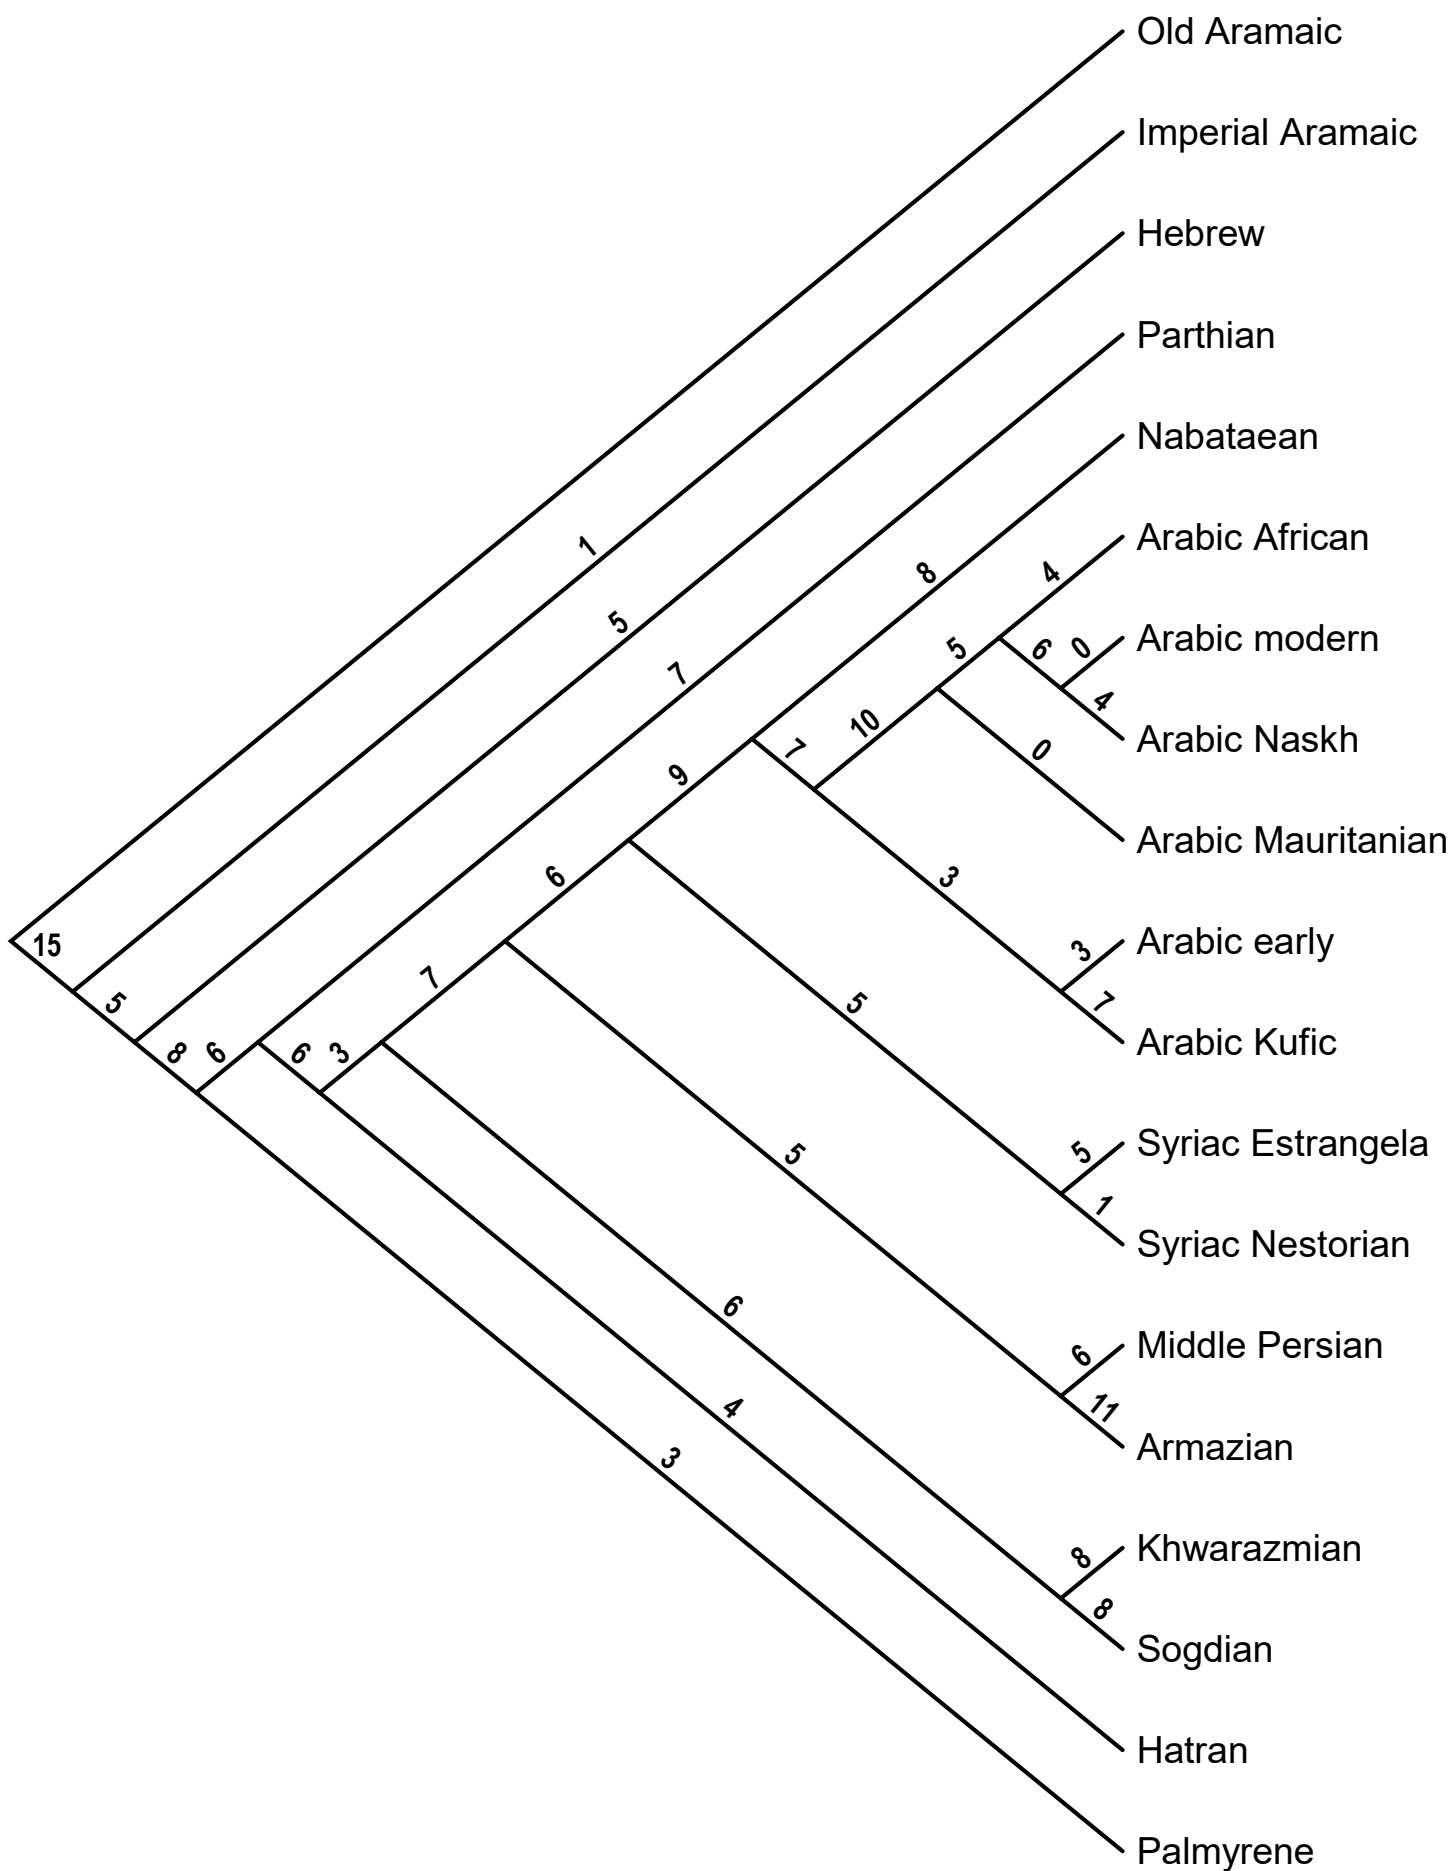 Old Aramaic
Imperial Aramaic
Hebrew
Parthian
Nabataean
Arabic African
1
8
4
5
Arabic modern
5
6
0
7
4
10
7
0
Arabic Naskh
9
Arabic Mauritanian
6
3
15
3
Arabic early
7
5
7
5
8
6
6
3
Arabic Kufic
5
5
Syriac Estrangela
1
Syriac Nestorian
6
6
Middle Persian
4
11
3
Armazian
8
Khwarazmian
8
Sogdian
Hatran
Palmyrene